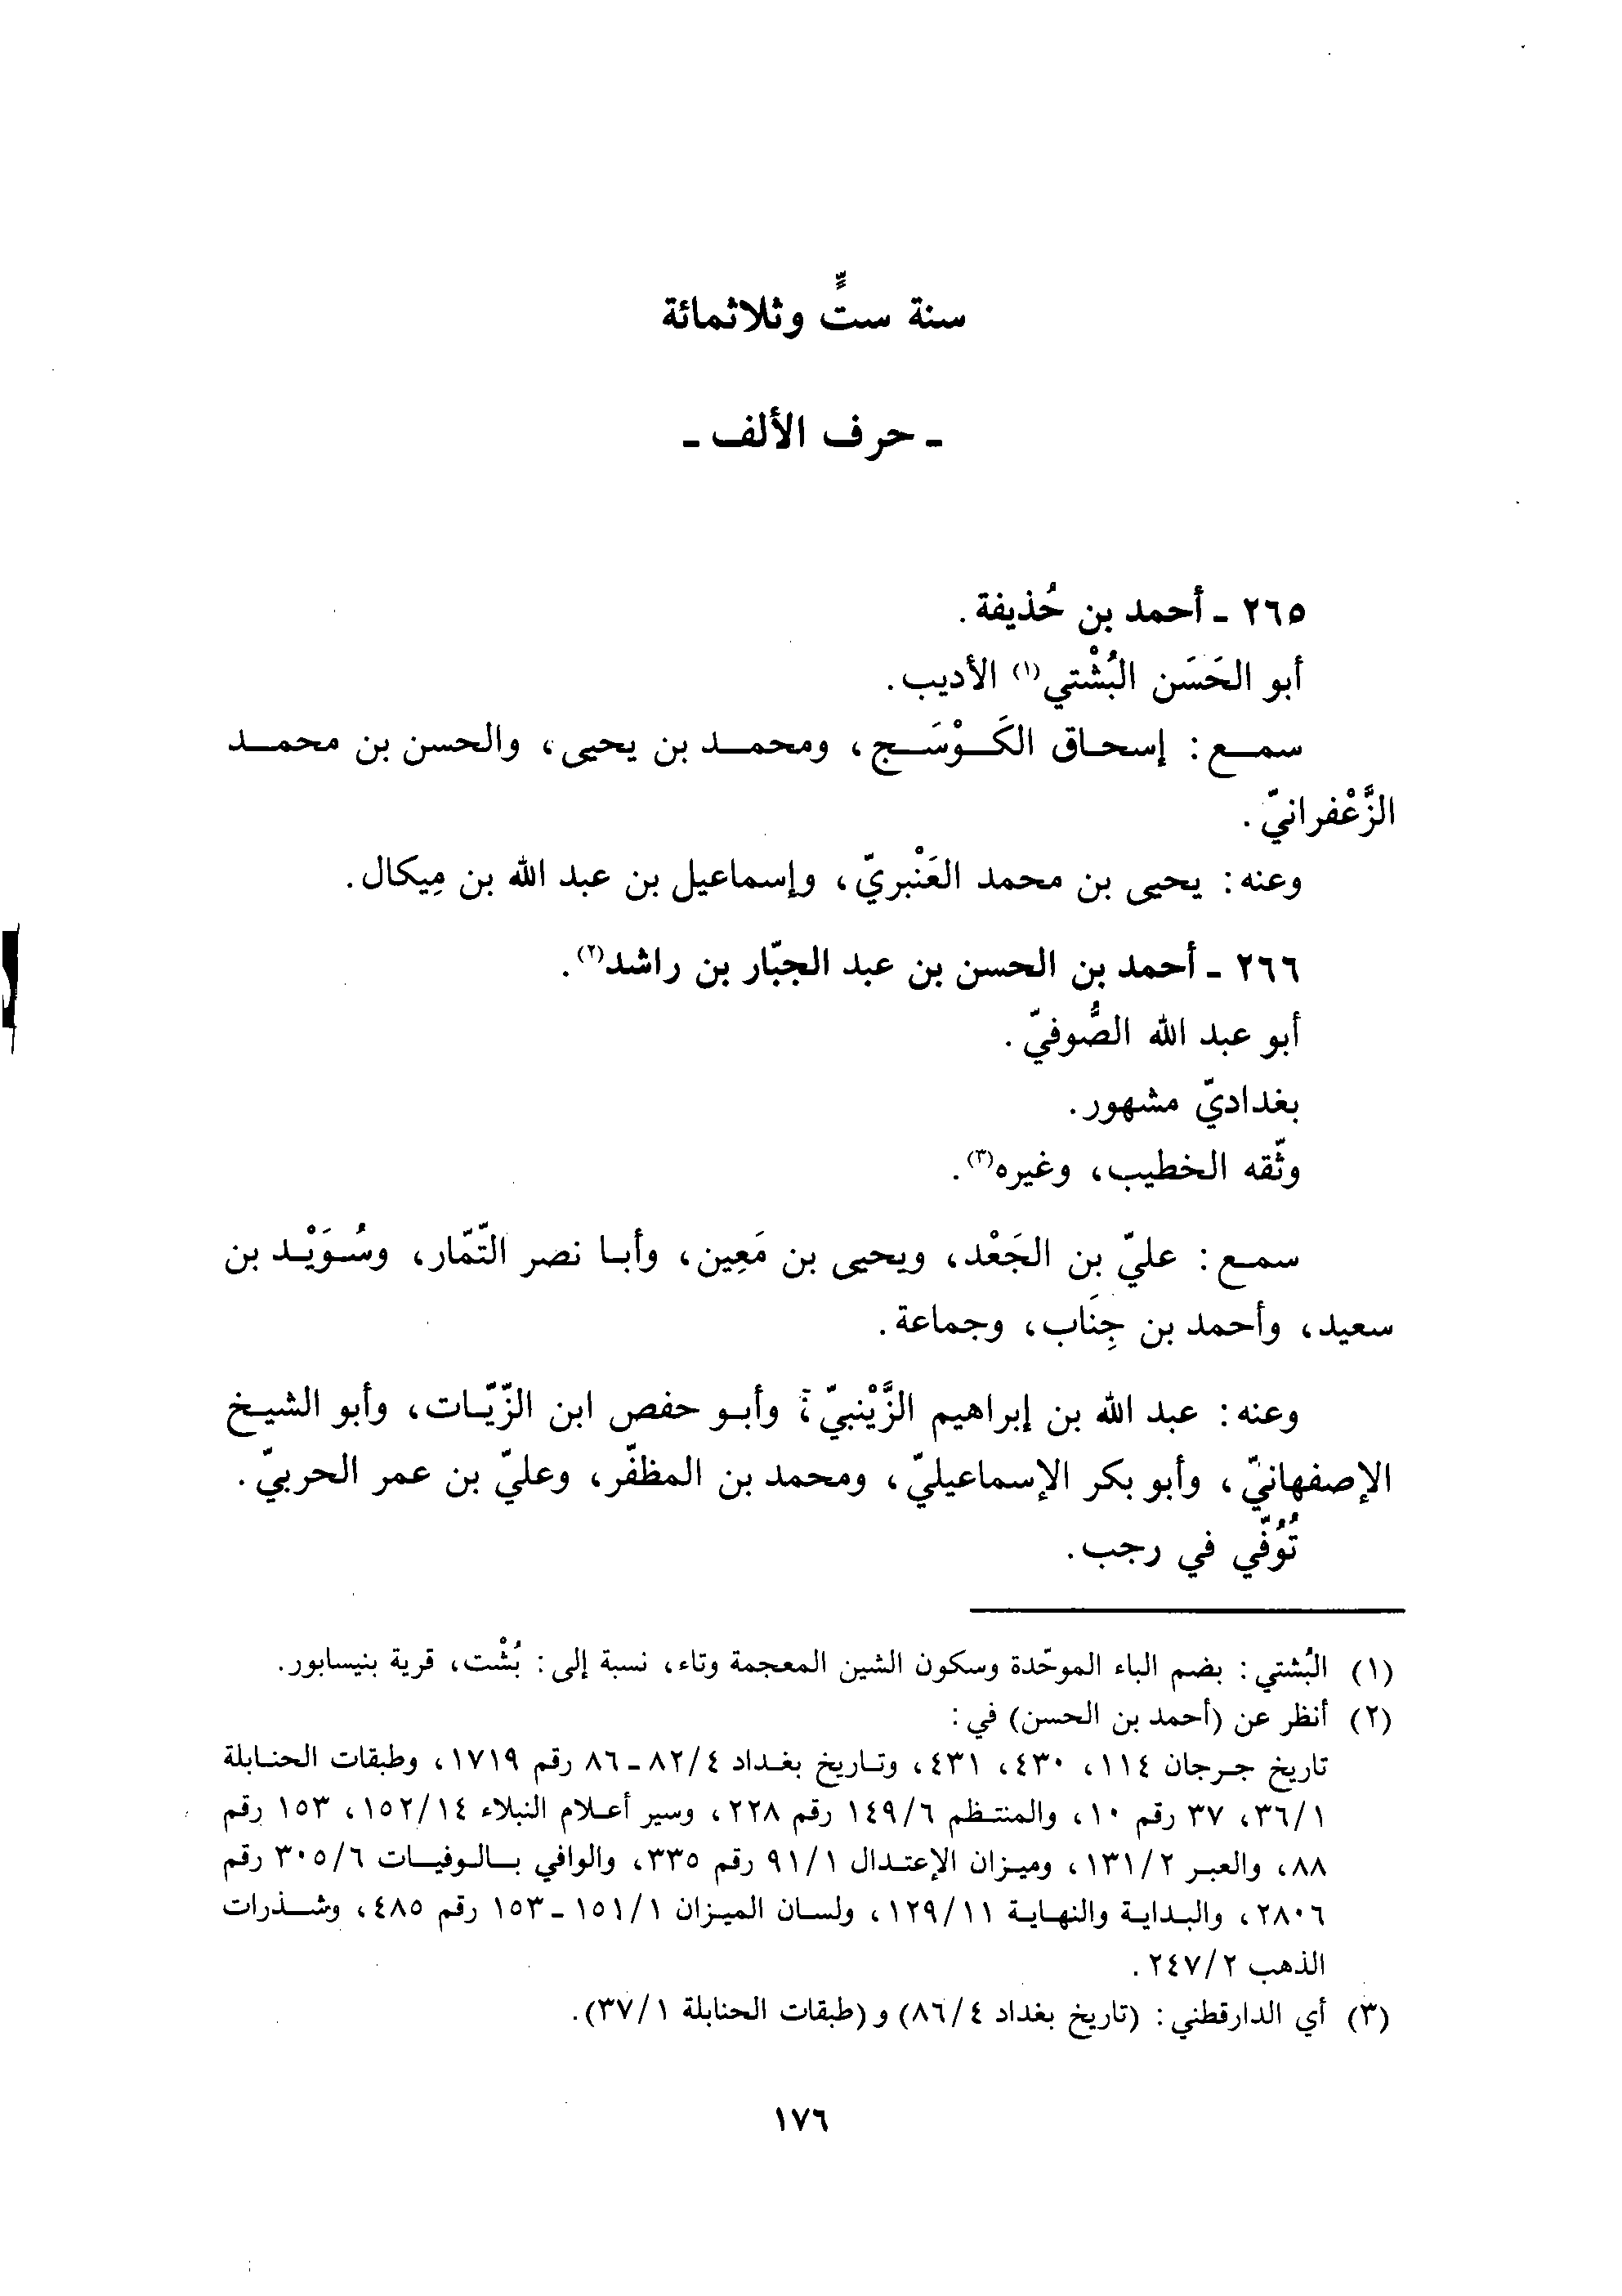 سنة ستٍّ وثلاثمائة
ـ حرف الألف ـ
٢٦٥ ـ أحمد بن حُذيفة.
أبو الحَسَن البُشْتي(١) الأديب.
سمع: إسحاق الكَوْسَج، ومحمد بن يحيى، والحسن بن محمد
الزَّعْفرانيّ.
وعنه: يحيى بن محمد العَنْبريّ، وإسماعيل بن عبد الله بن مِيكال.
٢٦٦ ـ أحمد بن الحسن بن عبد الجبّار بن راشد(٢).
أبو عبد الله الصُّوفيّ.
بغداديّ مشهور.
وثّقه الخطيب، وغيره(٣).
سمع: عليّ بن الجَعْد، ويحيى بن مَعِين، وأبا نصر التّمّار، وسُوَيْد بن
سعيد، وأحمد بن جِنَاب، وجماعة.
وعنه: عبد الله بن إبراهيم الزَّيْنبيّ، وأبو حفص ابن الزّيّات، وأبو الشيخ
الإصفهانيّ، وأبو بكر الإسماعيليّ، ومحمد بن المظفّر، وعليّ بن عمر الحربيّ.
تُوُفّي في رجب.
(١) البُشتي: بضم الباء الموحّدة وسكون الشين المعجمة وتاء، نسبة إلى: بُشْت، قرية بنيسابور.
(٢) أنظر عن (أحمد بن الحسن) في:
تاريخ جرجان ١١٤، ٤٣٠، ٤٣١، وتاريخ بغداد ٨٢/٤ ـ ٨٦ رقم ١٧١٩، وطبقات الحنابلة
٣٦/١، ٣٧ رقم ١٠، والمنتظم ١٤٩/٦ رقم ٢٢٨، وسير أعلام النبلاء ١٥٢/١٤، ١٥٣ رقم
٨٨، والعبر ١٣١/٢، وميزان الإعتدال ٩١/١ رقم ٣٣٥، والوافي بالوفيات ٣٠٥/٦ رقم
٢٨٠٦، والبداية والنهاية ١٢٩/١١، ولسان الميزان ١٥١/١ ـ ١٥٣ رقم ٤٨٥، وشذرات
الذهب ٢٤٧/٢.
(٣) أي الدارقطني: (تاريخ بغداد ٨٦/٤) و (طبقات الحنابلة ٣٧/١).
١٧٦